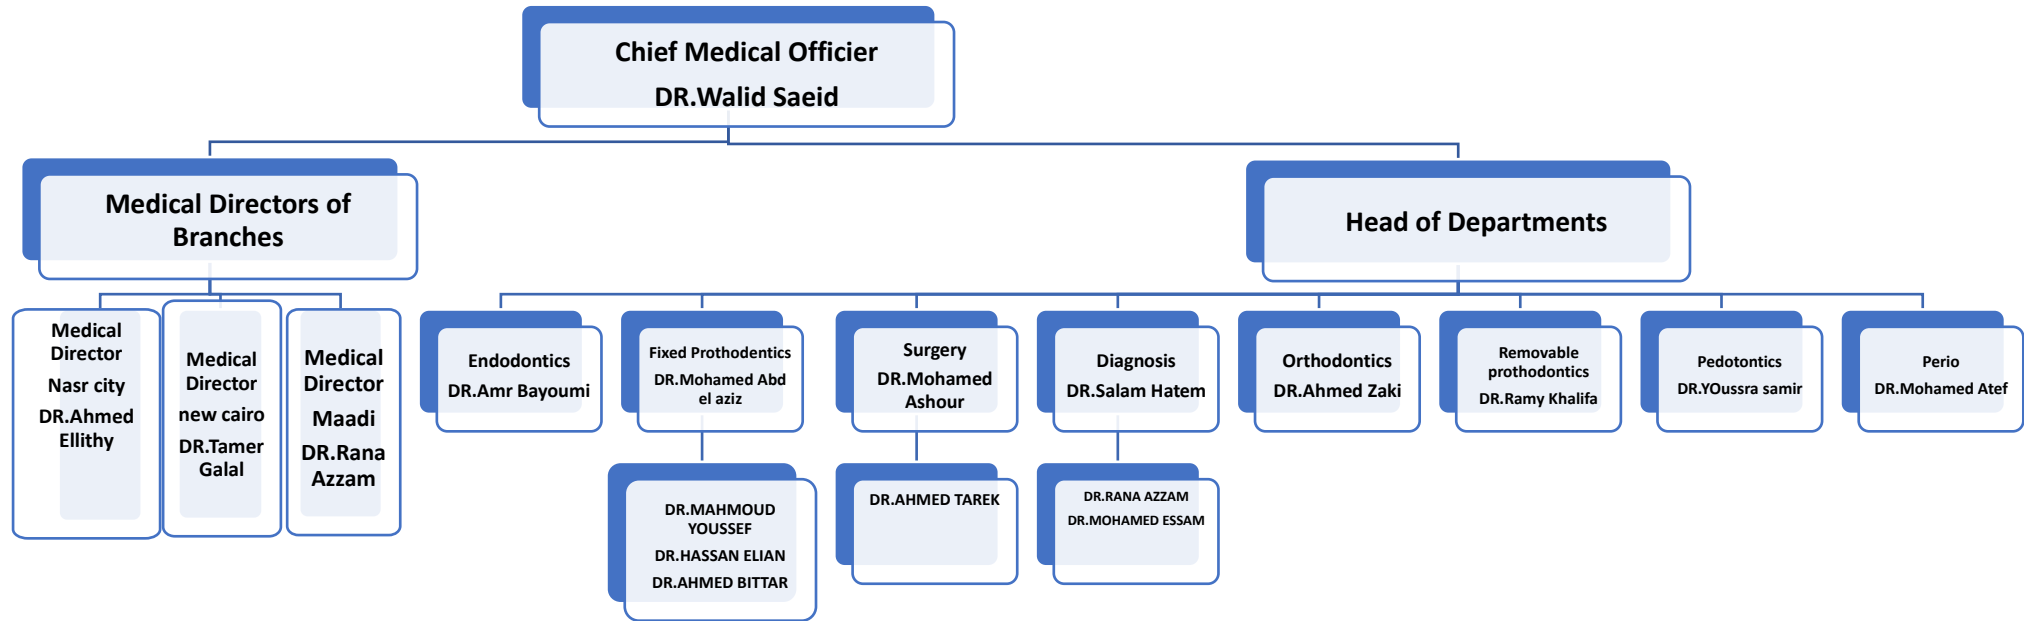 Chief Medical Officier
DR.Walid Saeid
Medical Directors of
Branches
Head of Departments
Medical
Director
Nasr city
DR.Ahmed
Ellithy
Medical
Director
new cairo
DR.Tamer
Galal
Medical
Director
Maadi
DR.Rana
Azzam
Endodontics
DR.Amr Bayoumi
Fixed Prothodentics
DR.Mohamed Abd
el aziz
Surgery
DR.Mohamed
Ashour
Diagnosis
DR.Salam Hatem
Orthodontics
DR.Ahmed Zaki
Removable
prothodontics
DR.Ramy Khalifa
Pedotontics
DR.YOussra samir
Perio
DR.Mohamed Atef
DR.MAHMOUD
YOUSSEF
DR.HASSAN ELIAN
DR.AHMED BITTAR
DR.AHMED TAREK
DR.RANA AZZAM
DR.MOHAMED ESSAM